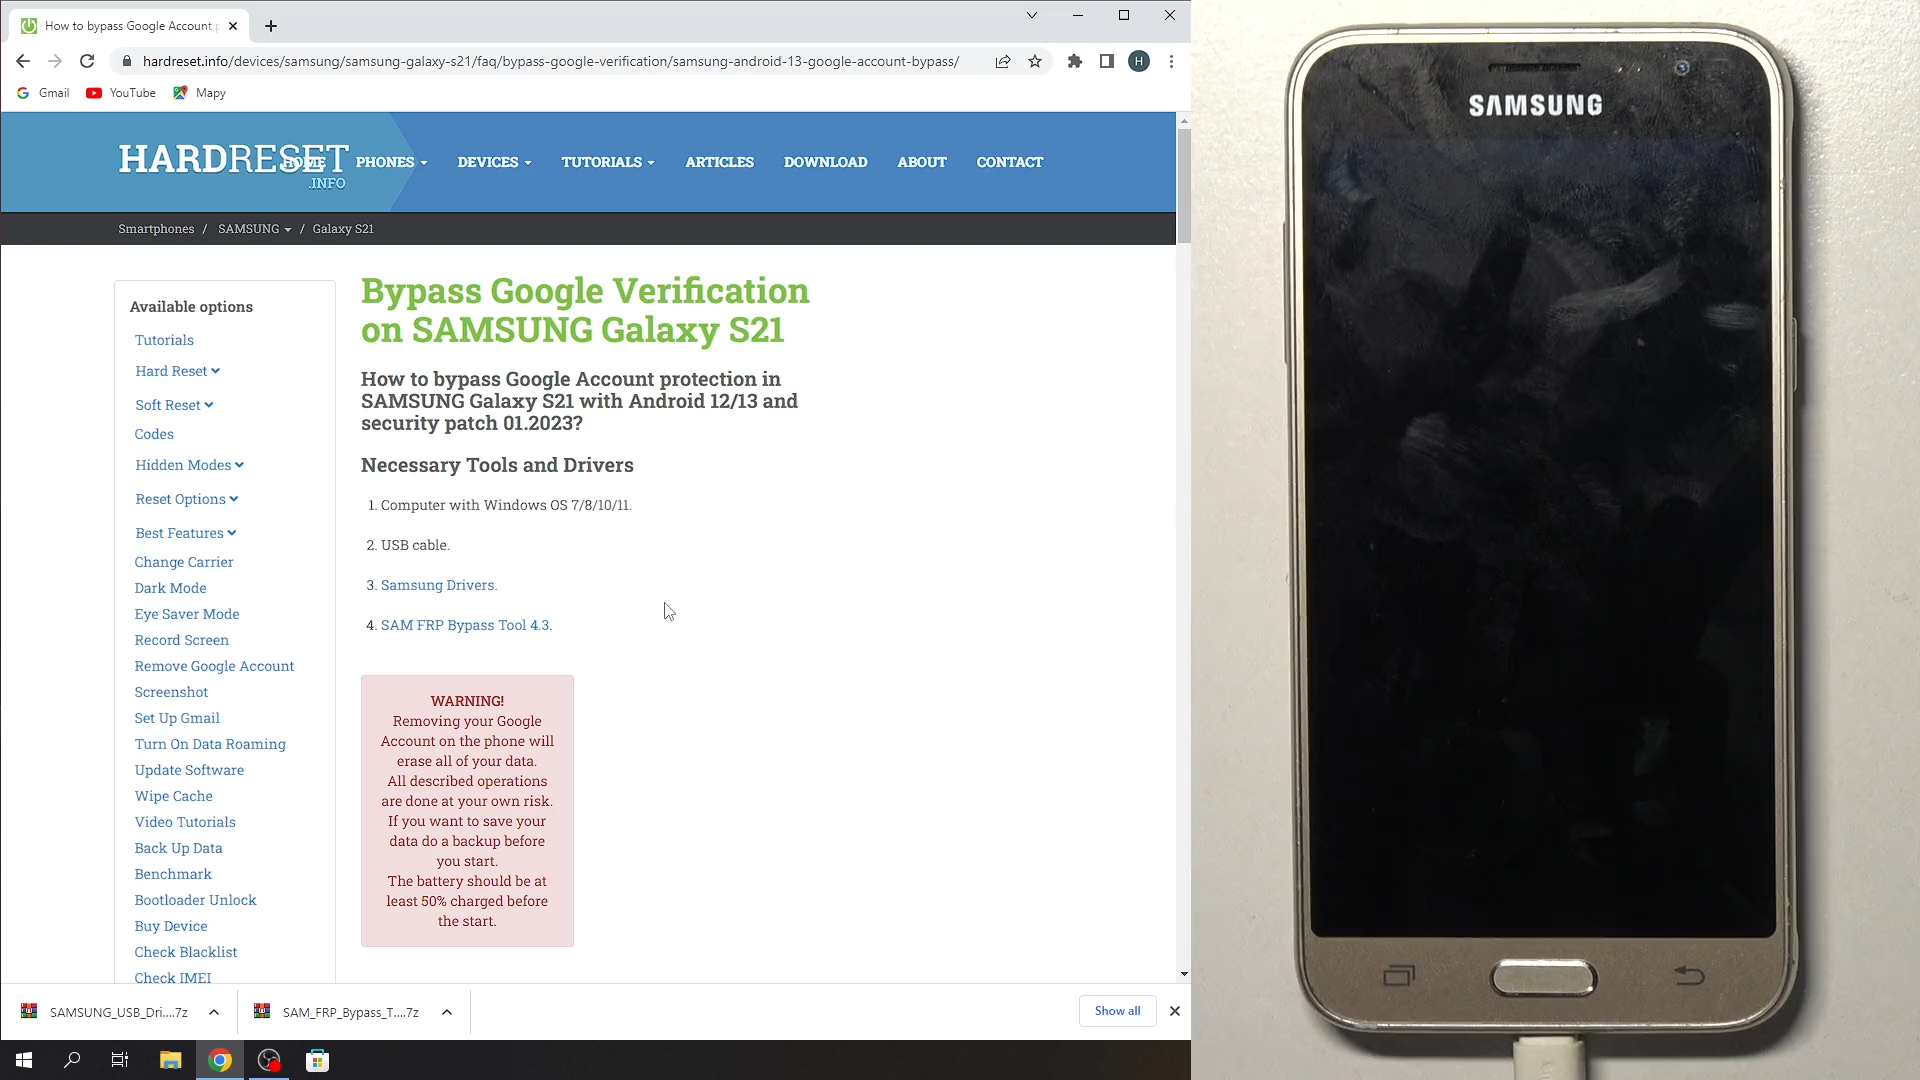 How to bypass Google Account p
hardreset.info/devices/samsung/samsung-galaxy-s21/faq/bypass-google-verification/samsung-android-13-google-account-bypass/
H
Gmail YouTube Mapy
HARDRESET
.INFO
HOME PHONES DEVICES TUTORIALS ARTICLES DOWNLOAD ABOUT CONTACT
Smartphones / SAMSUNG / Galaxy S21
Available options
Tutorials
Hard Reset
Soft Reset
Codes
Hidden Modes
Reset Options
Best Features
Change Carrier
Dark Mode
Eye Saver Mode
Record Screen
Remove Google Account
Screenshot
Set Up Gmail
Turn On Data Roaming
Update Software
Wipe Cache
Video Tutorials
Back Up Data
Benchmark
Bootloader Unlock
Buy Device
Check Blacklist
Check IMEI
Bypass Google Verification
on SAMSUNG Galaxy S21
How to bypass Google Account protection in
SAMSUNG Galaxy S21 with Android 12/13 and
security patch 01.2023?
Necessary Tools and Drivers
1. Computer with Windows OS 7/8/10/11.
2. USB cable.
3. Samsung Drivers.
4. SAM FRP Bypass Tool 4.3.
WARNING!
Removing your Google
Account on the phone will
erase all of your data.
All described operations
are done at your own risk.
If you want to save your
data do a backup before
you start.
The battery should be at
least 50% charged before
the start.
SAMSUNG_USB_Dri....7z
SAM_FRP_Bypass_T....7z
Show all
SAMSUNG